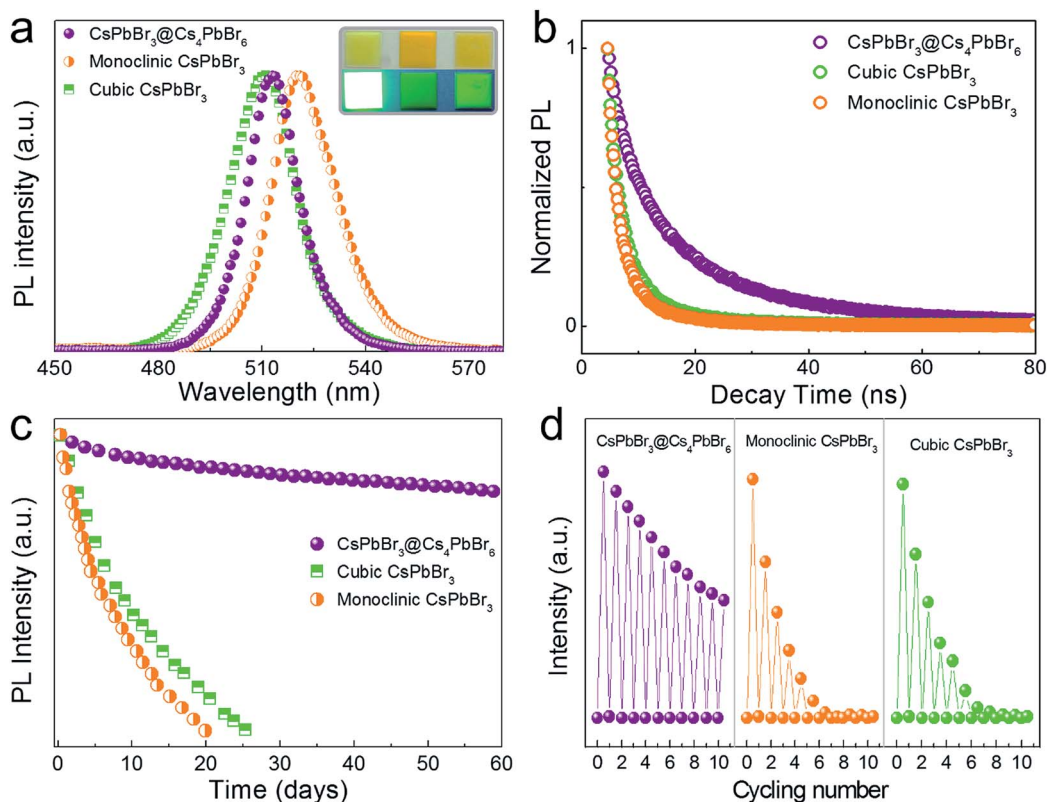 a
CsPbBr₃@Cs₄PbBr₆
Monoclinic CsPbBr₃
Cubic CsPbBr₃
PL intensity (a.u.)
450 480 510 540 570
Wavelength (nm)
b
CsPbBr₃@Cs₄PbBr₆
Cubic CsPbBr₃
Monoclinic CsPbBr₃
1
0
Normalized PL
10 20 30 40 50 60 70 80
Decay Time (ns)
c
CsPbBr₃@Cs₄PbBr₆
Cubic CsPbBr₃
Monoclinic CsPbBr₃
PL Intensity (a.u.)
0 10 20 30 40 50 60
Time (days)
d
CsPbBr₃@Cs₄PbBr₆ Monoclinic CsPbBr₃ Cubic CsPbBr₃
Intensity (a.u.)
0 2 4 6 8 10 0 2 4 6 8 10 0 2 4 6 8 10
Cycling number